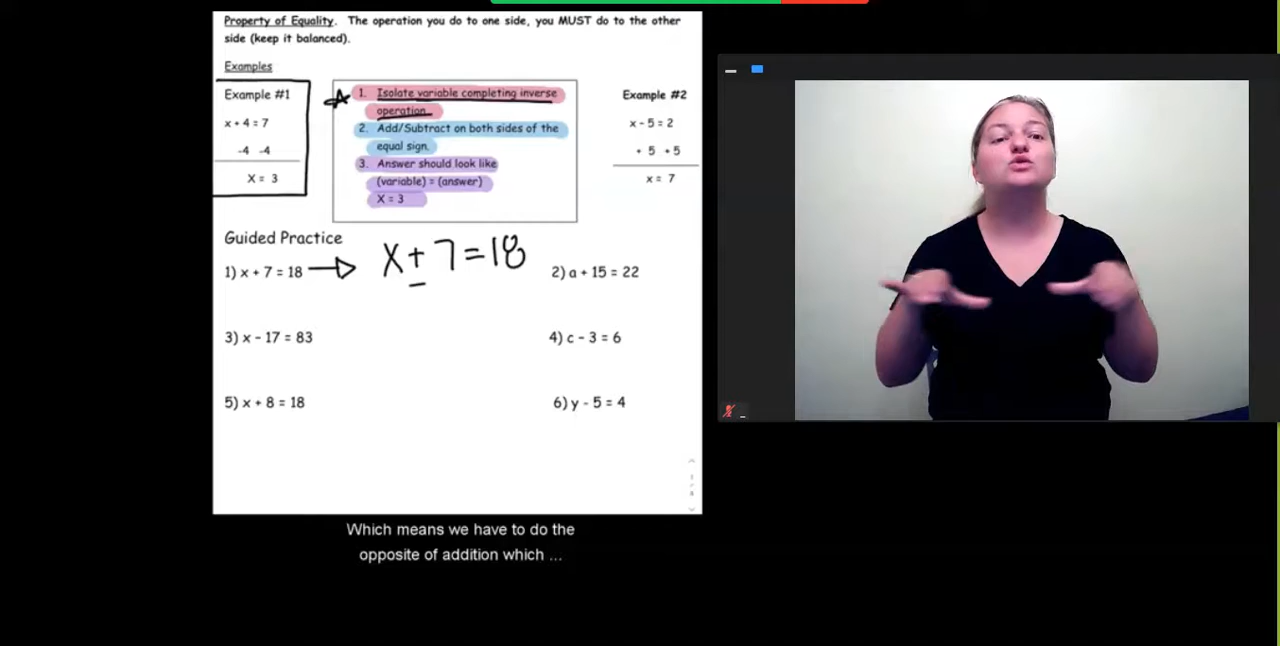 Property of Equality. The operation you do to one side, you MUST do to the other
side (keep it balanced).
Examples
Example #1
x + 4 = 7
-4 -4
X = 3
1. Isolate variable completing inverse
operation.
2. Add/Subtract on both sides of the
equal sign.
3. Answer should look like
(variable) = (answer)
X = 3
Example #2
x - 5 = 2
+ 5 + 5
x = 7
Guided Practice
1) x + 7 = 18
x + 7 = 18
2) a + 15 = 22
3) x - 17 = 83
4) c - 3 = 6
5) x + 8 = 18
6) y - 5 = 4
Which means we have to do the
opposite of addition which ...